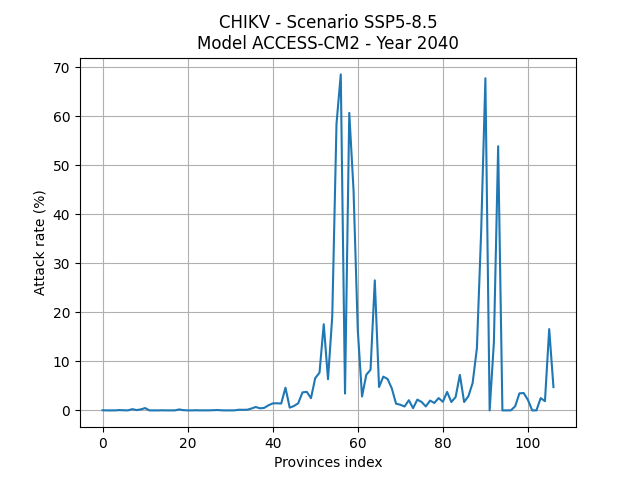 CHIKV - Scenario SSP5-8.5
Model ACCESS-CM2 - Year 2040
Attack rate (%)
70
60
50
40
30
20
10
0
0 20 40 60 80 100
Provinces index